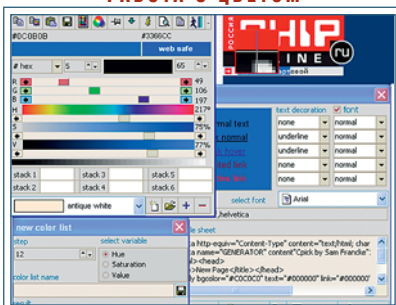 РАБОТА С ЦВЕТОМ
#0C0B0B #3366CC
web safe
# hex 5 65
R 49
G 106
B 197
H 217º
S 75%
V 77%
stack 1 stack 3 stack 5
stack 2 stack 4 stack 6
antique white
new color list
step select variable
12 Hue
Saturation
Value
color list name
result
РОССИЯ
CHIP
ONLINE ru
text decoration font
normal text none normal
normal underline normal
hover underline normal
none normal
select font Arial
,helvetica
le sheet
a http-equiv="Content-Type" content="text/html; char
a name="GENERATOR" content="Cpick by Sam Francke":
l><head>
>New Page</title></head>
y bgcolor="#C0C0C0" text="#000000" link="#000000"